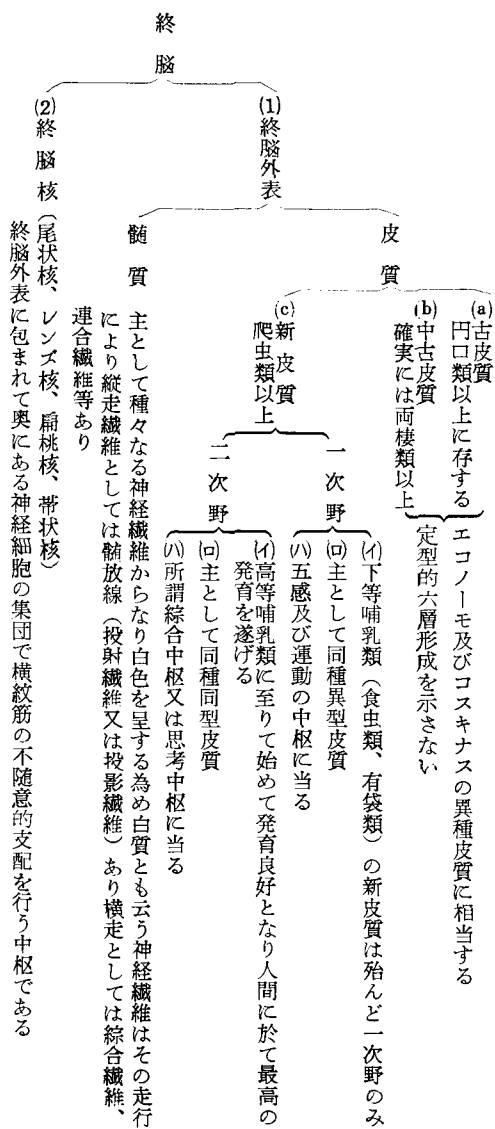 終脳
(1)終脳外表
皮質
(a)古皮質
円口類以上に存する
(b)中古皮質
確実には両棲類以上
エコノーモ及びコスキナスの異種皮質に相当する
定型的六層形成を示さない
(c)新皮質
爬虫類以上
一次野
(イ)下等哺乳類(食虫類、有袋類)の新皮質は殆んど一次野のみ
(ロ)主として同種異型皮質
(ハ)五感及び運動の中枢に当る
二次野
(イ)高等哺乳類に至りて始めて発育良好となり人間に於て最高の
発育を遂げる
(ロ)主として同種同型皮質
(ハ)所謂綜合中枢又は思考中枢に当る
髄質 主として種々なる神経繊維からなり白色を呈する為め白質とも云う神経繊維はその走行
により縦走繊維としては髄放線(投射繊維又は投影繊維)あり横走としては綜合繊維、
連合繊維等あり
(2)終脳核(尾状核、レンズ核、扁桃核、帯状核)
終脳外表に包まれて奥にある神経細胞の集団で横紋筋の不随意的支配を行う中枢である